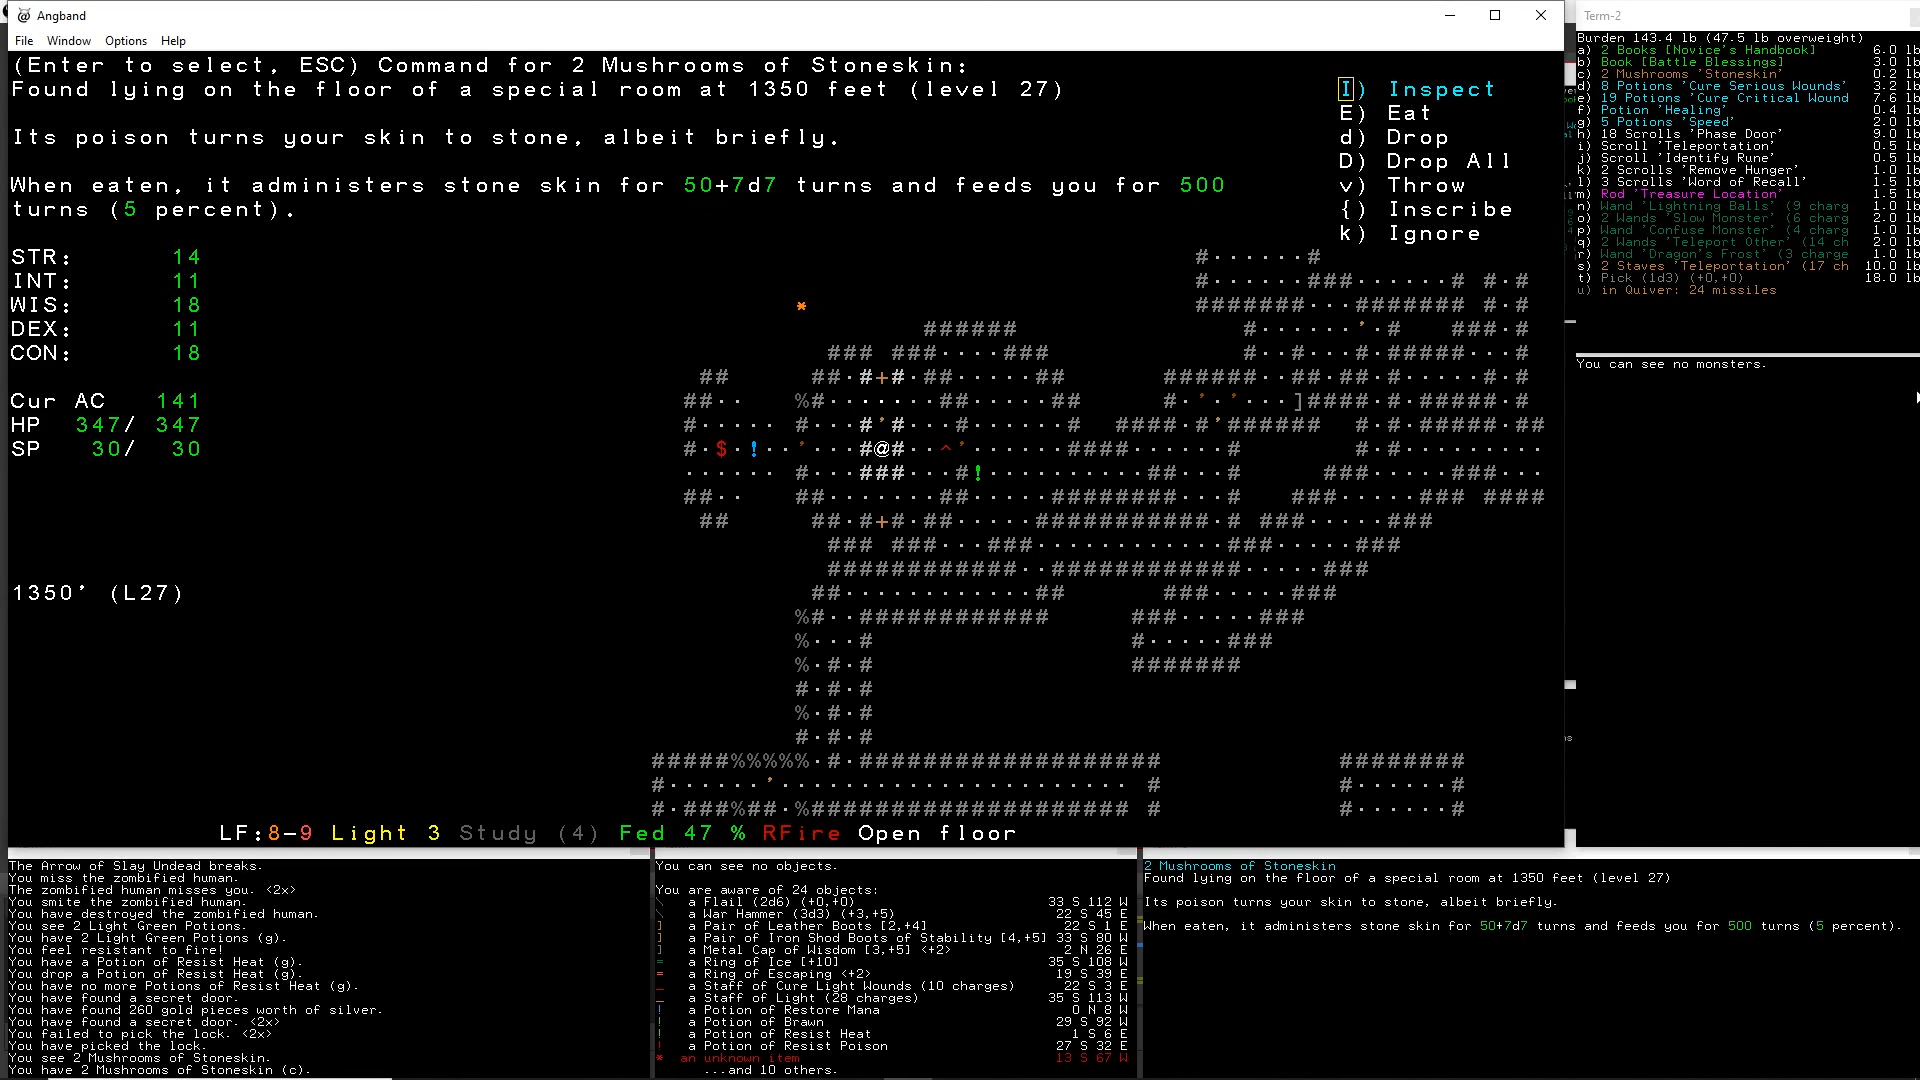 Angband
File Window Options Help
(Enter to select, ESC) Command for 2 Mushrooms of Stoneskin:
Found lying on the floor of a special room at 1350 feet (level 27)
Its poison turns your skin to stone, albeit briefly.
When eaten, it administers stone skin for 50+7d7 turns and feeds you for 500
turns (5 percent).
I) Inspect
E) Eat
d) Drop
D) Drop All
v) Throw
{) Inscribe
k) Ignore
STR: 14
INT: 11
WIS: 18
DEX: 11
CON: 18
Cur AC 141
HP 347/ 347
SP 30/ 30
1350' (L27)
LF:8-9 Light 3 Study (4) Fed 47 % RFire Open floor
Term-2
Burden 143.4 lb (47.5 lb overweight)
a) 2 Books [Novice's Handbook] 6.0 lb
b) Book [Battle Blessings] 3.0 lb
c) 2 Mushrooms 'Stoneskin' 0.2 lb
d) 8 Potions 'Cure Serious Wounds' 3.2 lb
e) 19 Potions 'Cure Critical Wound 7.6 lb
f) Potion 'Healing' 0.4 lb
g) 5 Potions 'Speed' 2.0 lb
h) 18 Scrolls 'Phase Door' 9.0 lb
i) Scroll 'Teleportation' 0.5 lb
j) Scroll 'Identify Rune' 0.5 lb
k) 2 Scrolls 'Remove Hunger' 1.0 lb
l) 3 Scrolls 'Word of Recall' 1.5 lb
m) Rod 'Treasure Location' 1.5 lb
n) Wand 'Lightning Balls' (9 charg 1.0 lb
o) 2 Wands 'Slow Monster' (6 charg 2.0 lb
p) Wand 'Confuse Monster' (4 charg 1.0 lb
q) 2 Wands 'Teleport Other' (14 ch 2.0 lb
r) Wand 'Dragon's Frost' (3 charge 1.0 lb
s) 2 Staves 'Teleportation' (17 ch 10.0 lb
t) Pick (1d3) (+0,+0) 18.0 lb
u) in Quiver: 24 missiles
You can see no monsters.
The Arrow of Slay Undead breaks.
You miss the zombified human.
The zombified human misses you. <2x>
You smite the zombified human.
You have destroyed the zombified human.
You see 2 Light Green Potions.
You have 2 Light Green Potions (g).
You feel resistant to fire!
You have a Potion of Resist Heat (g).
You drop a Potion of Resist Heat (g).
You have no more Potions of Resist Heat (g).
You have found a secret door.
You have found 260 gold pieces worth of silver.
You have found a secret door. <2x>
You failed to pick the lock. <2x>
You have picked the lock.
You see 2 Mushrooms of Stoneskin.
You have 2 Mushrooms of Stoneskin (c).
You can see no objects.
You are aware of 24 objects:
\ a Flail (2d6) (+0,+0) 33 S 112 W
\ a War Hammer (3d3) (+3,+5) 22 S 45 E
] a Pair of Leather Boots [2,+4] 22 S 1 E
] a Pair of Iron Shod Boots of Stability [4,+5] 33 S 80 W
] a Metal Cap of Wisdom [3,+5] <+2> 2 N 26 E
= a Ring of Ice [+10] 35 S 108 W
= a Ring of Escaping <+2> 19 S 39 E
_ a Staff of Cure Light Wounds (10 charges) 22 S 3 E
_ a Staff of Light (28 charges) 35 S 113 W
! a Potion of Restore Mana 0 N 8 W
! a Potion of Brawn 29 S 92 W
! a Potion of Resist Heat 1 S 6 E
! a Potion of Resist Poison 27 S 32 E
* an unknown item 13 S 67 W
...and 10 others.
2 Mushrooms of Stoneskin
Found lying on the floor of a special room at 1350 feet (level 27)
Its poison turns your skin to stone, albeit briefly.
When eaten, it administers stone skin for 50+7d7 turns and feeds you for 500 turns (5 percent).